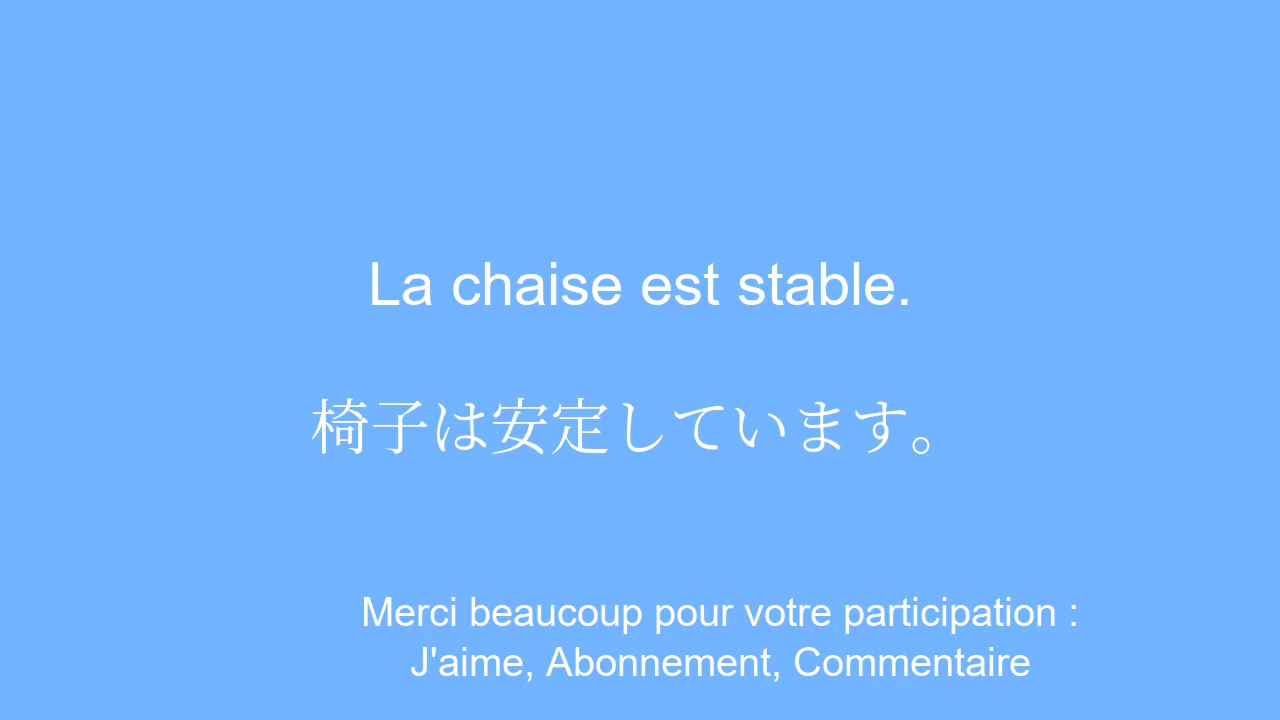 La chaise est stable.
椅子は安定しています。
Merci beaucoup pour votre participation :
J'aime, Abonnement, Commentaire